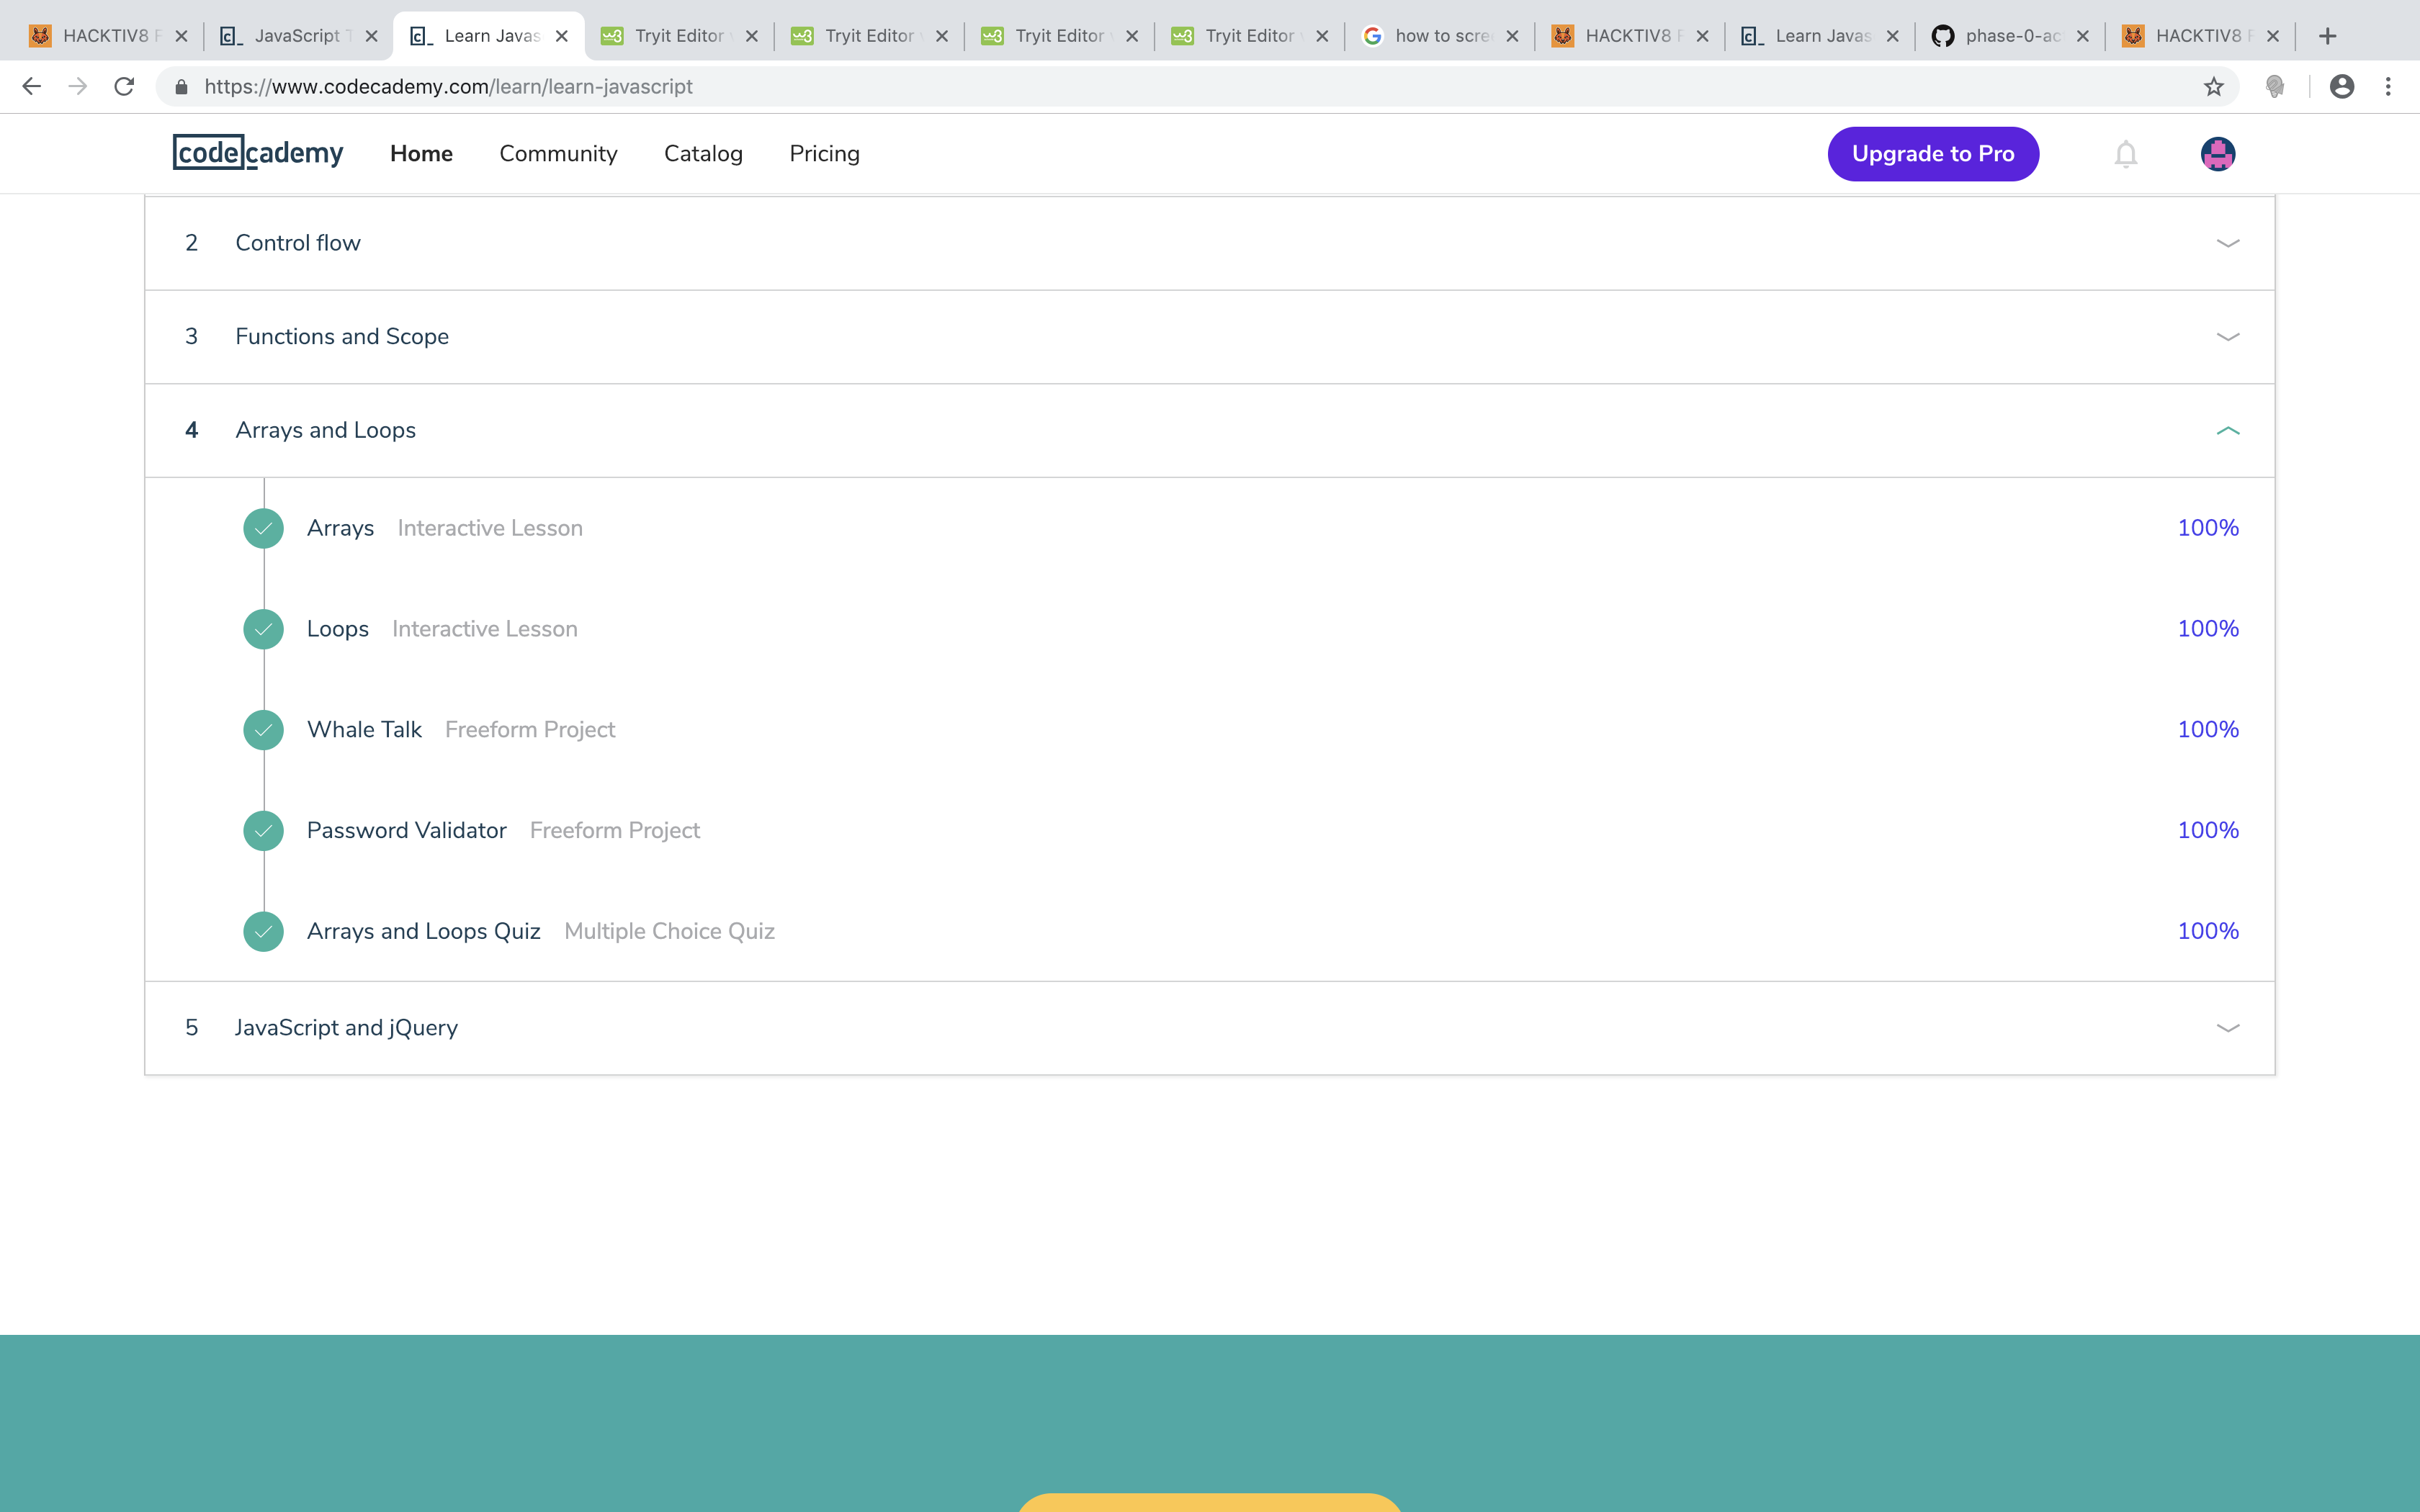 HACKTIV8 F
JavaScript T
Learn Javas
Tryit Editor v
Tryit Editor v
Tryit Editor v
Tryit Editor v
how to scre
HACKTIV8 F
Learn Javas
phase-0-ac
HACKTIV8 F
https://www.codecademy.com/learn/learn-javascript
codecademy Home Community Catalog Pricing Upgrade to Pro
2 Control flow
3 Functions and Scope
4 Arrays and Loops
Arrays Interactive Lesson 100%
Loops Interactive Lesson 100%
Whale Talk Freeform Project 100%
Password Validator Freeform Project 100%
Arrays and Loops Quiz Multiple Choice Quiz 100%
5 JavaScript and jQuery